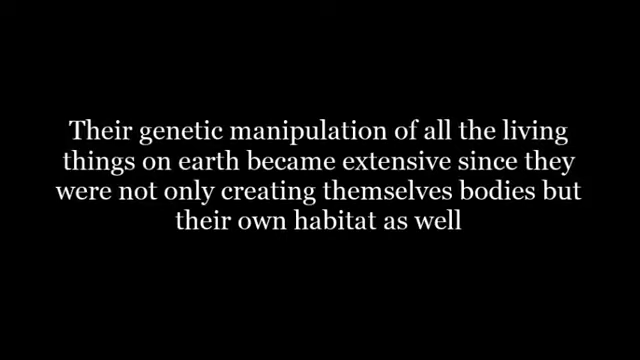 Their genetic manipulation of all the living
things on earth became extensive since they
were not only creating themselves bodies but
their own habitat as well